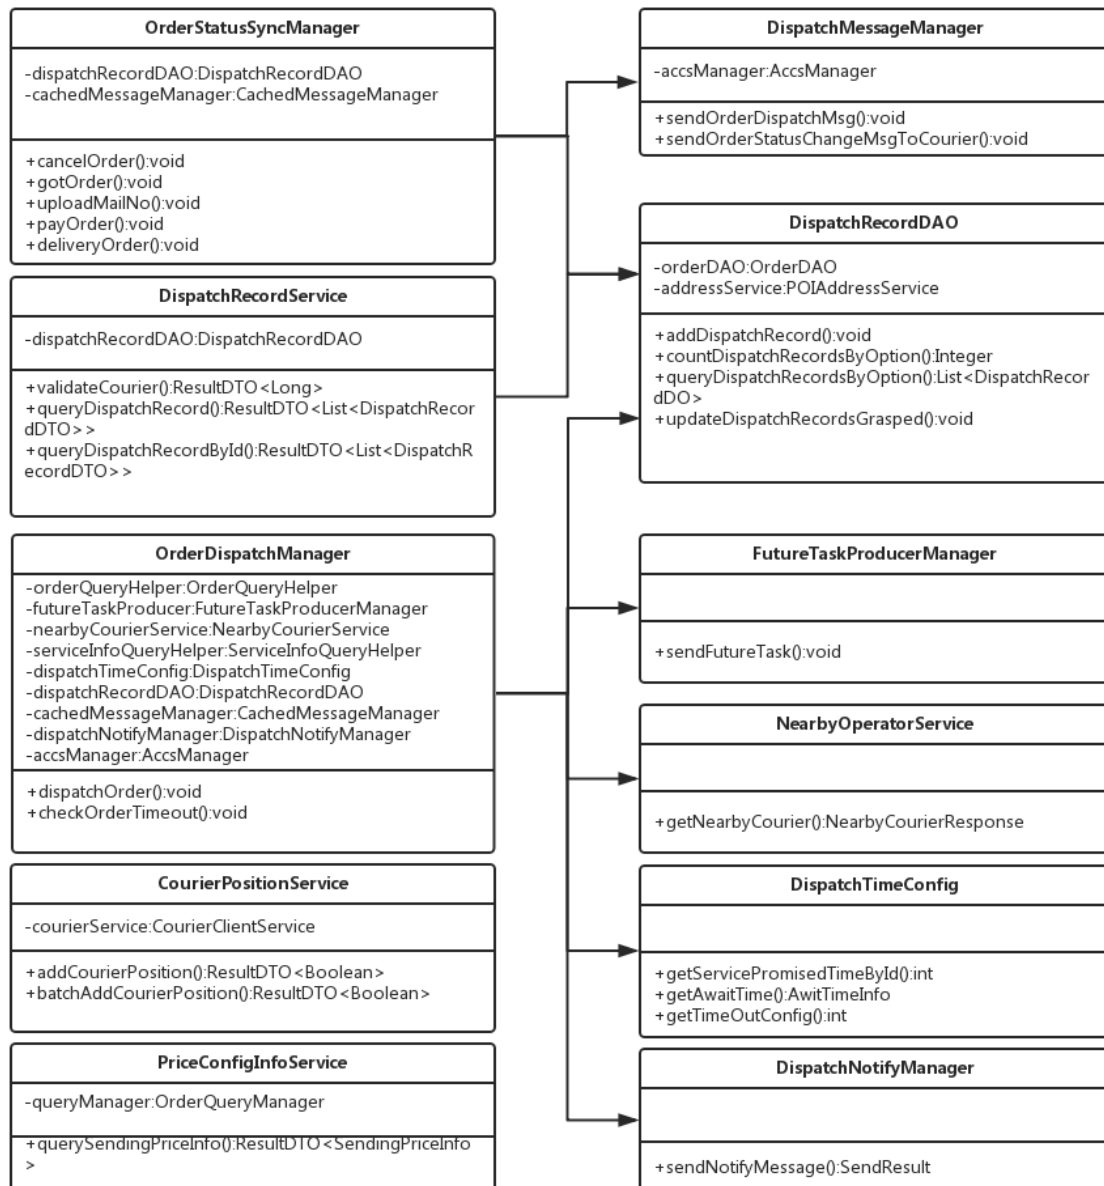 OrderStatusSyncManager
-dispatchRecordDAO:DispatchRecordDAO
-cachedMessageManager:CachedMessageManager
+cancelOrder():void
+gotOrder():void
+uploadMailNo():void
+payOrder():void
+deliveryOrder():void
DispatchRecordService
-dispatchRecordDAO:DispatchRecordDAO
+validateCourier():ResultDTO<Long>
+queryDispatchRecord():ResultDTO<List<DispatchRecor
dDTO>>
+queryDispatchRecordById():ResultDTO<List<DispatchR
ecordDTO>>
OrderDispatchManager
-orderQueryHelper:OrderQueryHelper
-futureTaskProducer:FutureTaskProducerManager
-nearbyCourierService:NearbyCourierService
-serviceInfoQueryHelper:ServiceInfoQueryHelper
-dispatchTimeConfig:DispatchTimeConfig
-dispatchRecordDAO:DispatchRecordDAO
-cachedMessageManager:CachedMessageManager
-dispatchNotifyManager:DispatchNotifyManager
-accsManager:AccsManager
+dispatchOrder():void
+checkOrderTimeout():void
CourierPositionService
-courierService:CourierClientService
+addCourierPosition():ResultDTO<Boolean>
+batchAddCourierPosition():ResultDTO<Boolean>
PriceConfigInfoService
-queryManager:OrderQueryManager
+querySendingPriceInfo():ResultDTO<SendingPriceInfo
>
DispatchMessageManager
-accsManager:AccsManager
+sendOrderDispatchMsg():void
+sendOrderStatusChangeMsgToCourier():void
DispatchRecordDAO
-orderDAO:OrderDAO
-addressService:POIAddressService
+addDispatchRecord():void
+countDispatchRecordsByOption():Integer
+queryDispatchRecordsByOption():List<DispatchRecor
dDO>
+updateDispatchRecordsGrasped():void
FutureTaskProducerManager
+sendFutureTask():void
NearbyOperatorService
+getNearbyCourier():NearbyCourierResponse
DispatchTimeConfig
+getServicePromisedTimeById():int
+getAwaitTime():AwitTimeInfo
+getTimeOutConfig():int
DispatchNotifyManager
+sendNotifyMessage():SendResult